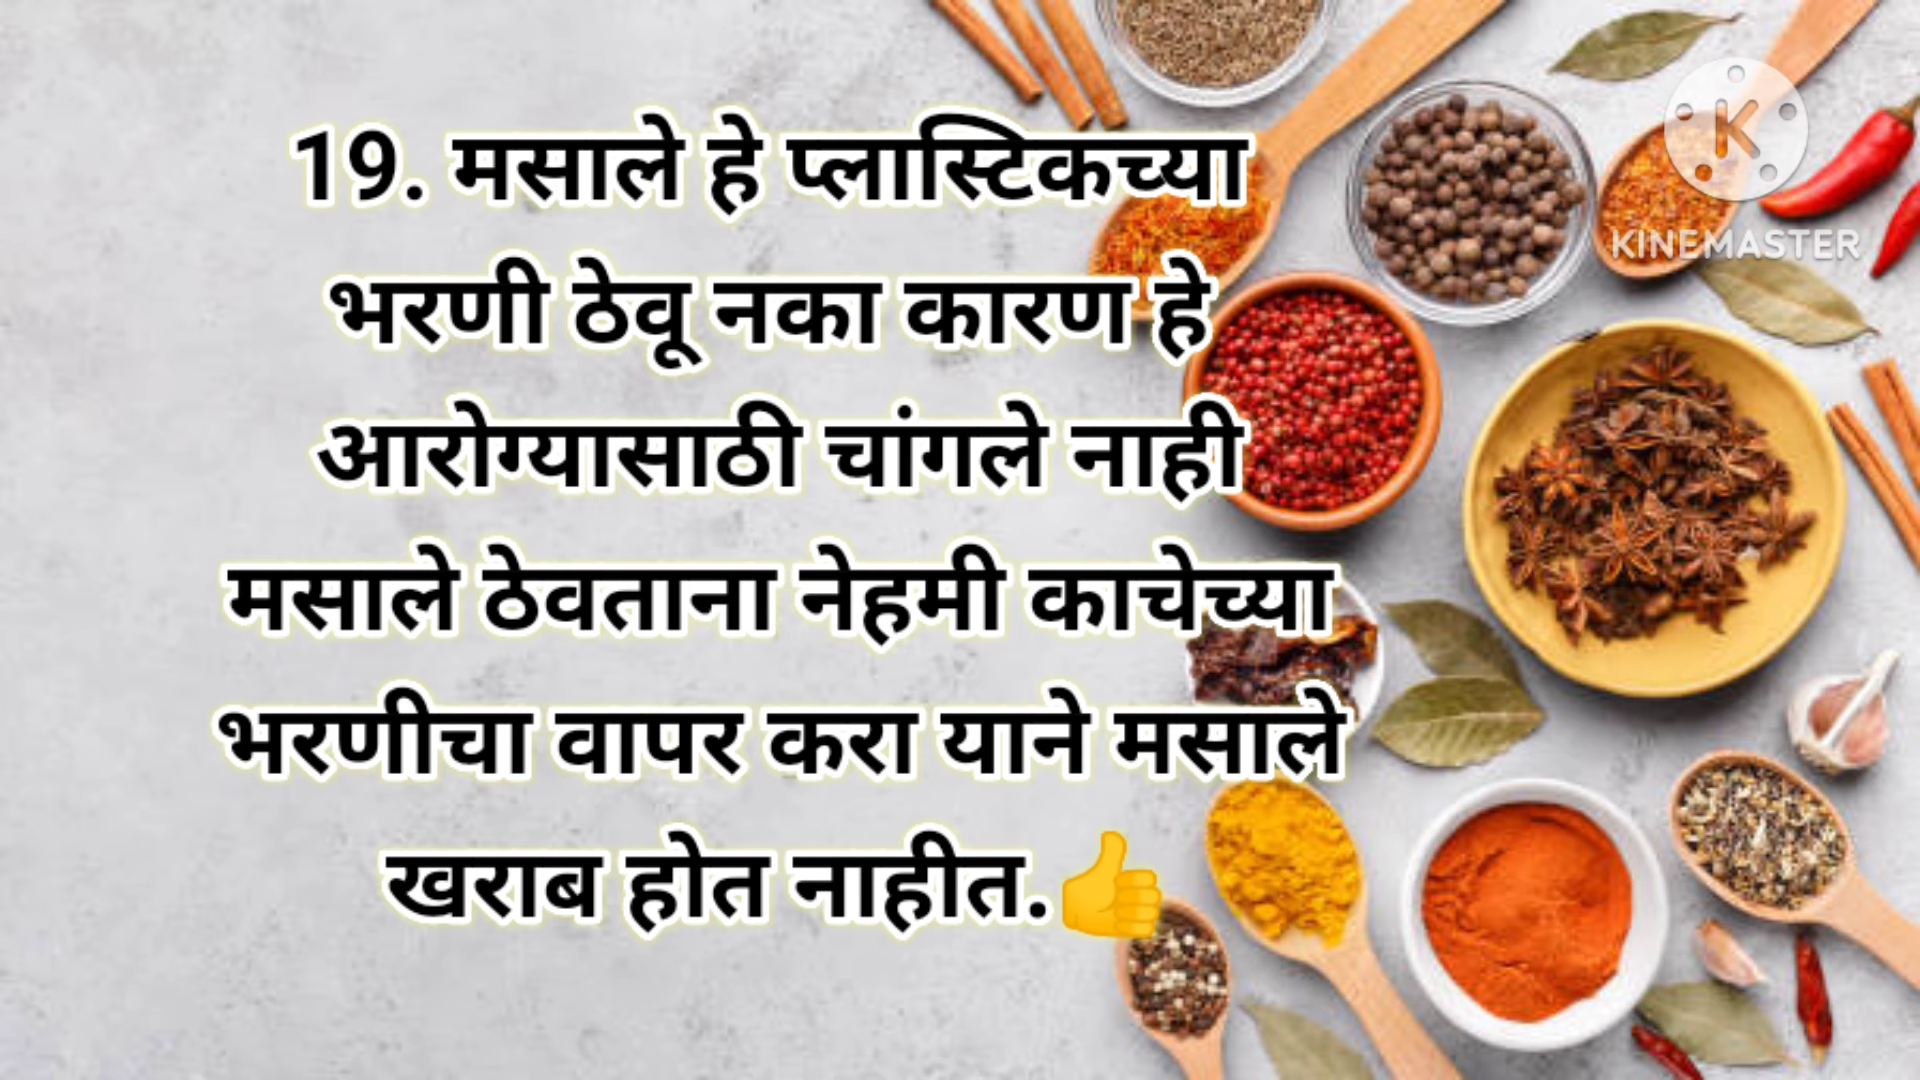 19. मसाले हे प्लास्टिकच्या
भरणी ठेवू नका कारण हे
आरोग्यासाठी चांगले नाही
मसाले ठेवताना नेहमी काचेच्या
भरणीचा वापर करा याने मसाले
खराब होत नाहीत.👍
K
KINEMASTER